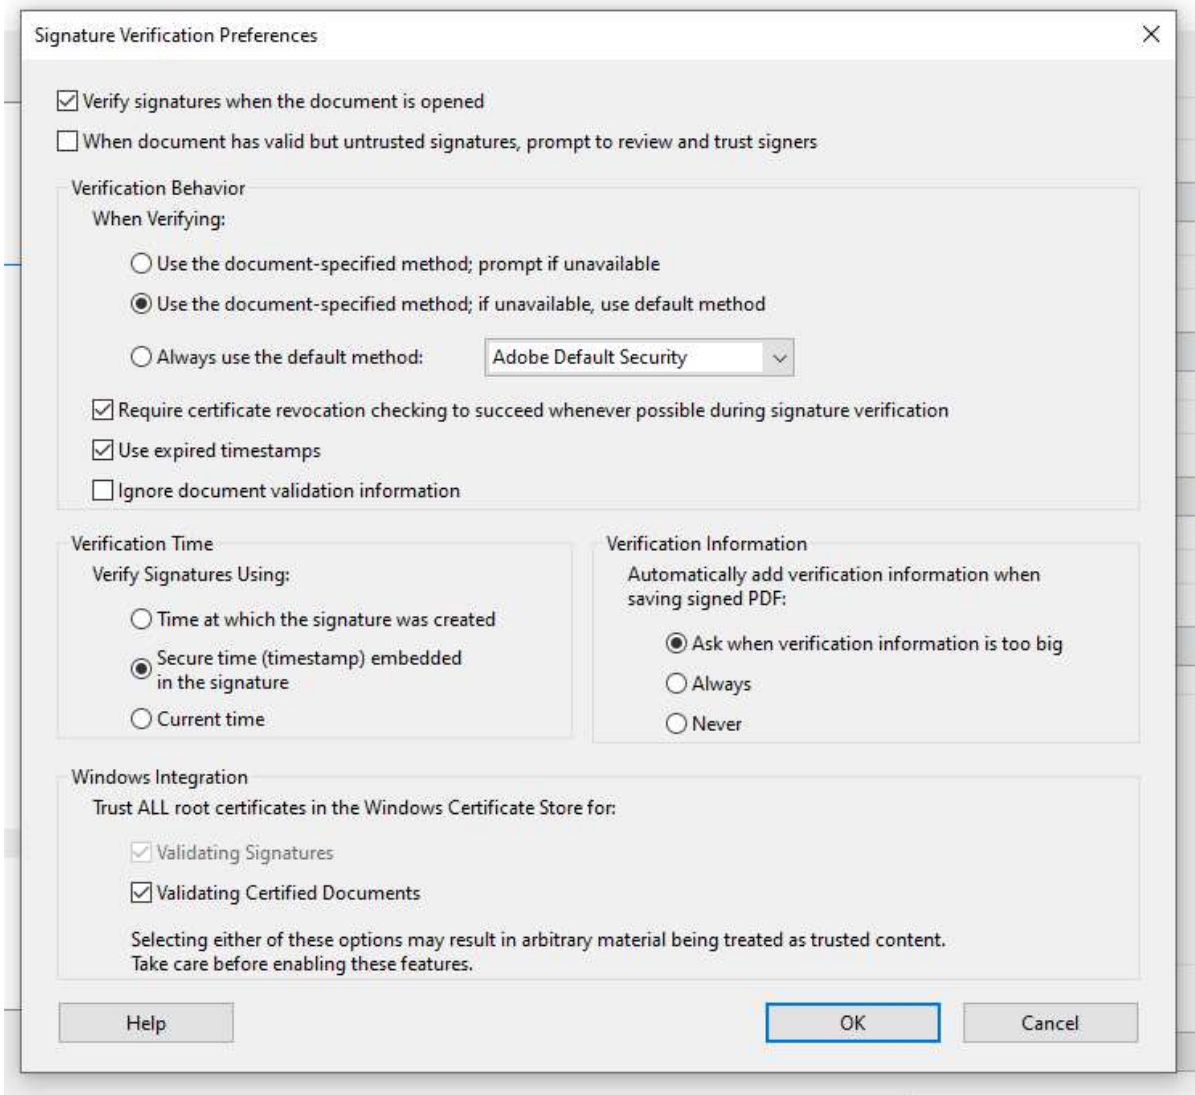 Signature Verification Preferences
Verify signatures when the document is opened
When document has valid but untrusted signatures, prompt to review and trust signers
Verification Behavior
When Verifying:
Use the document-specified method; prompt if unavailable
Use the document-specified method; if unavailable, use default method
Always use the default method: Adobe Default Security
Require certificate revocation checking to succeed whenever possible during signature verification
Use expired timestamps
Ignore document validation information
Verification Time
Verify Signatures Using:
Time at which the signature was created
Secure time (timestamp) embedded
in the signature
Current time
Verification Information
Automatically add verification information when
saving signed PDF:
Ask when verification information is too big
Always
Never
Windows Integration
Trust ALL root certificates in the Windows Certificate Store for:
Validating Signatures
Validating Certified Documents
Selecting either of these options may result in arbitrary material being treated as trusted content.
Take care before enabling these features.
Help
OK
Cancel